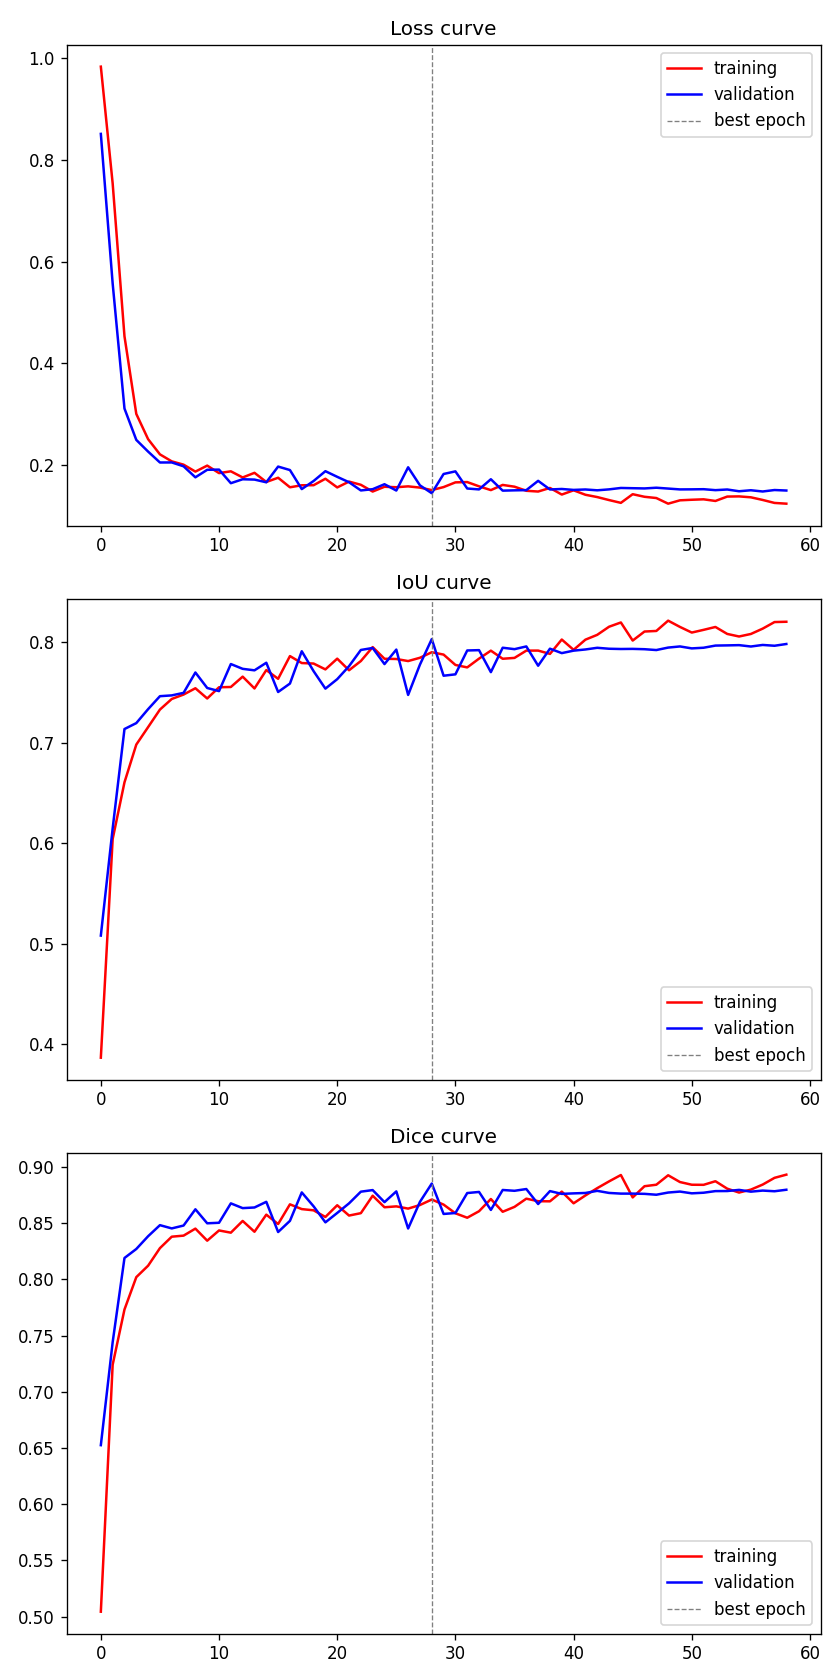 Loss curve
1.0
0.8
0.6
0.4
0.2
training
validation
best epoch
0 10 20 30 40 50 60
IoU curve
0.8
0.7
0.6
0.5
0.4
training
validation
best epoch
0 10 20 30 40 50 60
Dice curve
0.90
0.85
0.80
0.75
0.70
0.65
0.60
0.55
0.50
training
validation
best epoch
0 10 20 30 40 50 60